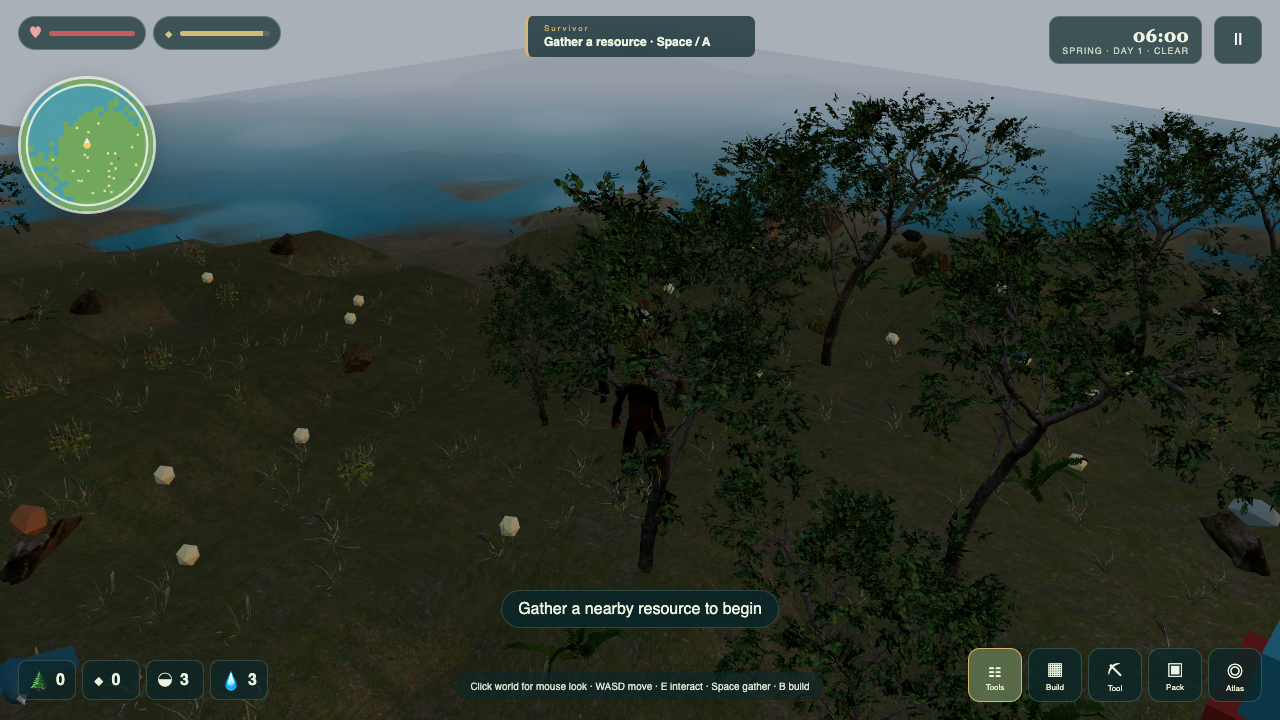 Survivor
Gather a resource · Space / A
06:00
SPRING · DAY 1 · CLEAR
Gather a nearby resource to begin
0
0
3
3
Click world for mouse look · WASD move · E interact · Space gather · B build
Tools
Build
Tool
Pack
Atlas